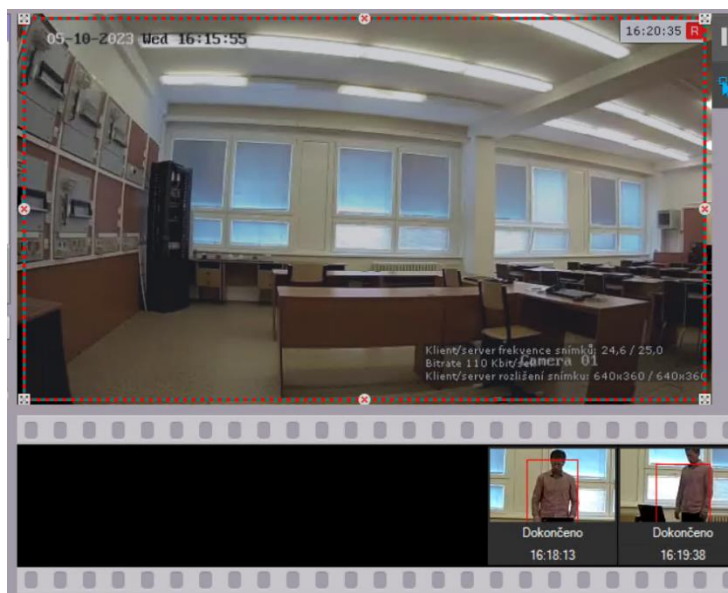 05-10-2023 Wed 16:15:55
16:20:35 R
Klient/server frekvence snímků: 24,6 / 25,0
Bitrate 110 Kbit/sek
Camera 01
Klient/server rozlišení snímku: 640x360 / 640x360
Dokončeno
16:18:13
Dokončeno
16:19:38